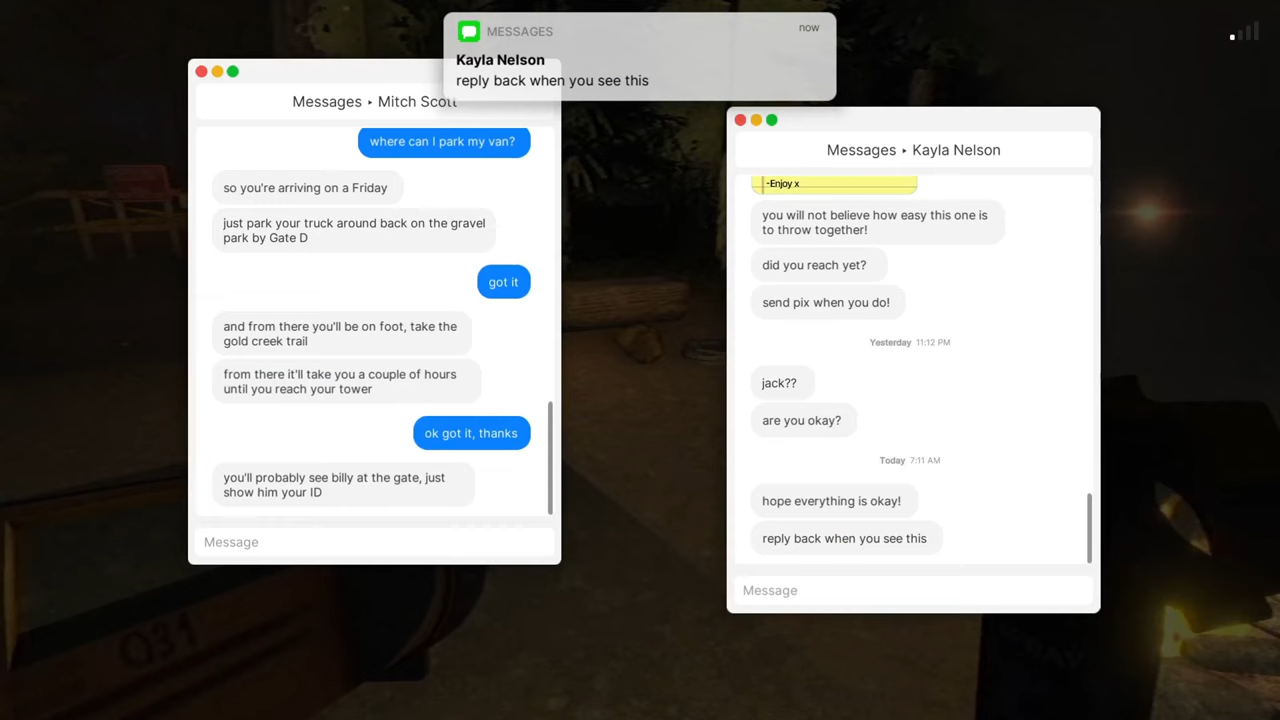 MESSAGES
now
Kayla Nelson
reply back when you see this
Messages ▸ Mitch Scott
where can I park my van?
so you're arriving on a Friday
just park your truck around back on the gravel
park by Gate D
got it
and from there you'll be on foot, take the
gold creek trail
from there it'll take you a couple of hours
until you reach your tower
ok got it, thanks
you'll probably see billy at the gate, just
show him your ID
Message
Messages ▸ Kayla Nelson
-Enjoy x
you will not believe how easy this one is
to throw together!
did you reach yet?
send pix when you do!
Yesterday 11:12 PM
jack??
are you okay?
Today 7:11 AM
hope everything is okay!
reply back when you see this
Message